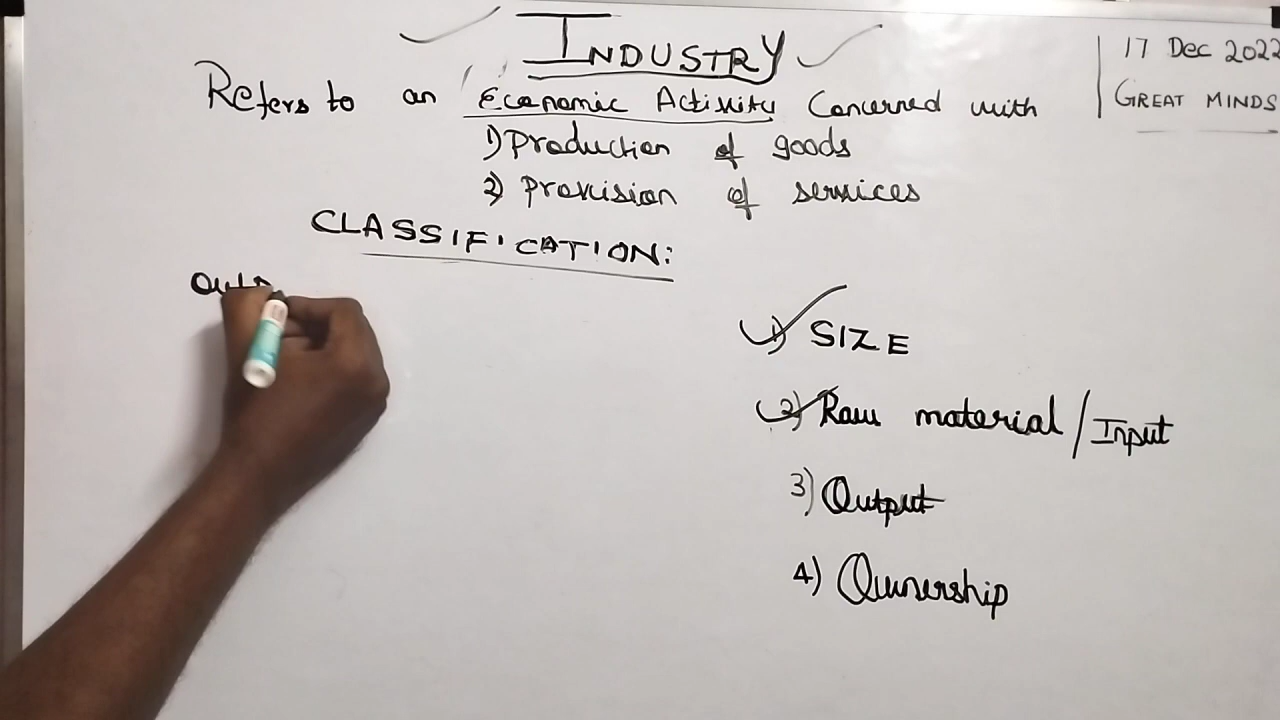 INDUSTRY
17 Dec 2022
GREAT MINDS
Refers to an Economic Activity Concerned with
1) Production of goods
2) Provision of services
CLASSIFICATION:
1) SIZE
2) Raw material/Input
3) Output
4) Ownership